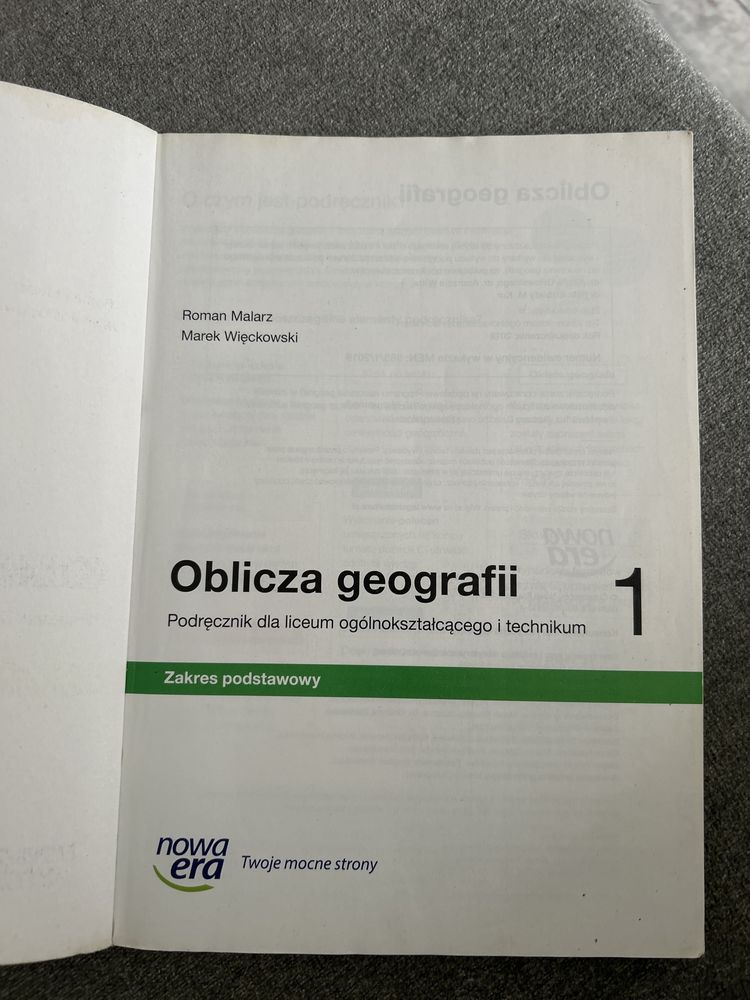 Roman Malarz
Marek Więckowski
Oblicza geografii 1
Podręcznik dla liceum ogólnokształcącego i technikum
Zakres podstawowy
nowa
era
Twoje mocne strony